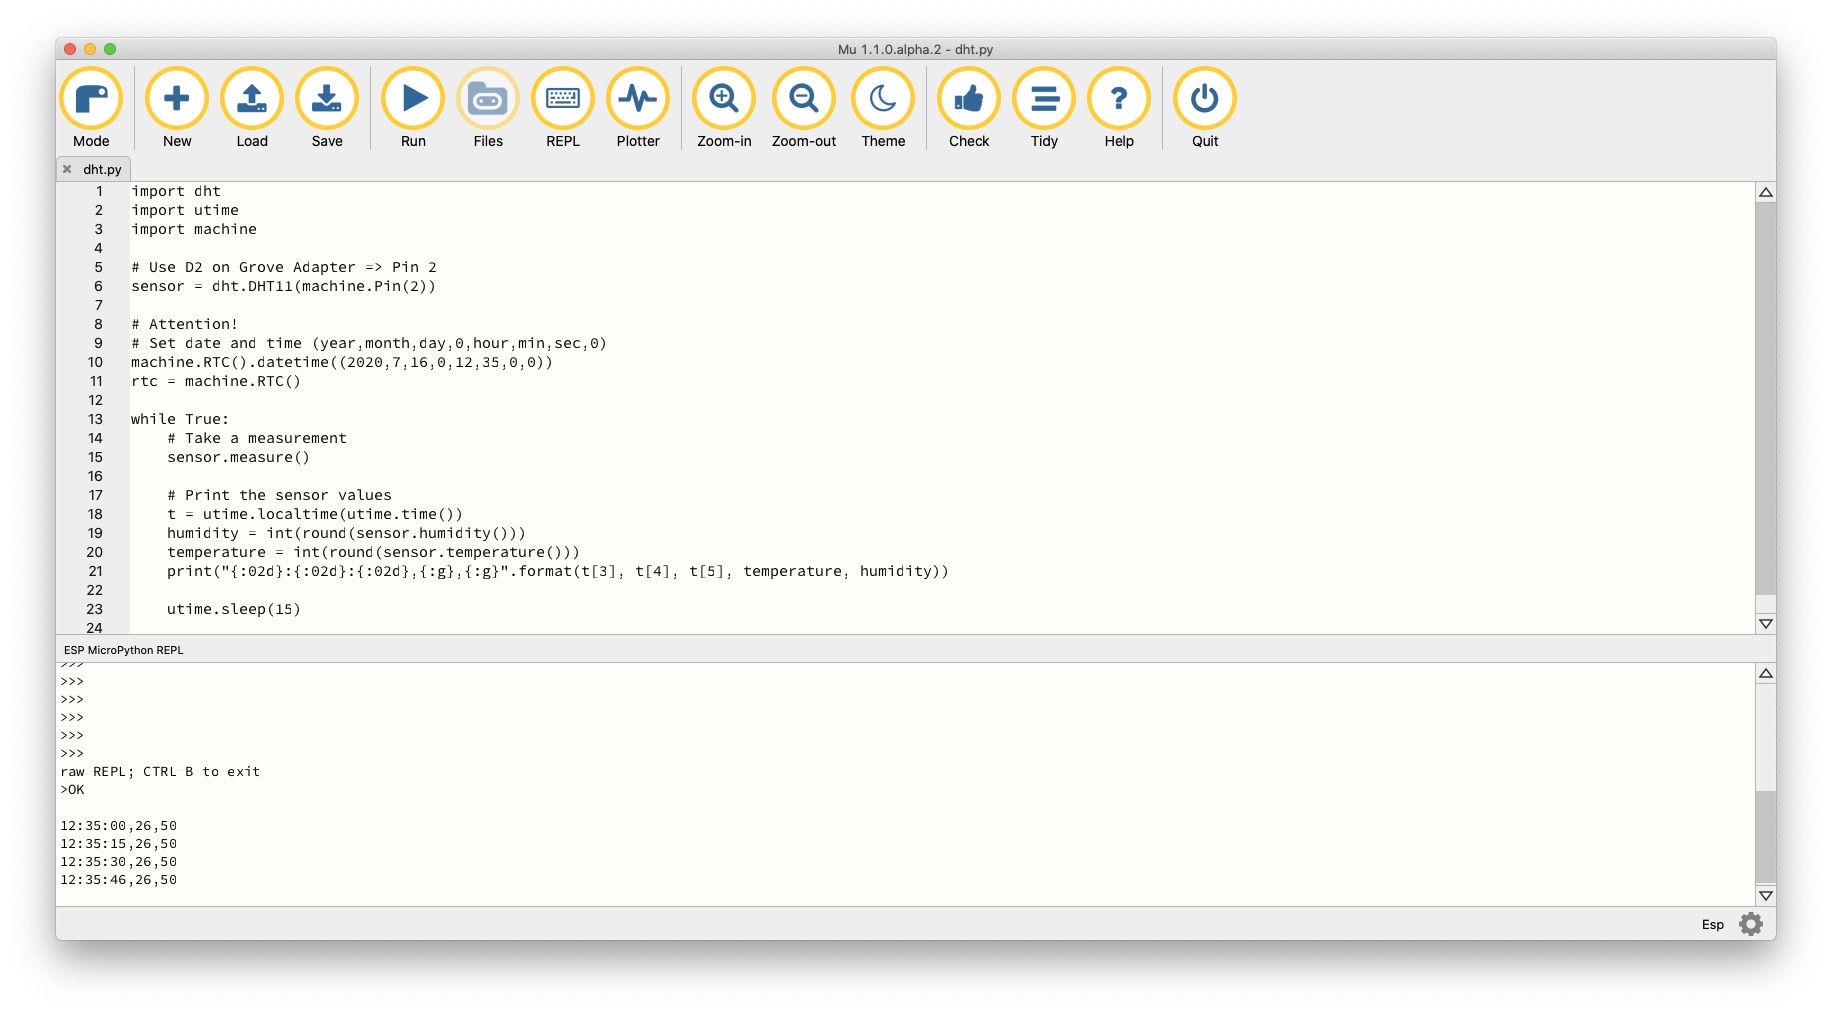 Mu 1.1.0.alpha.2 - dht.py
Mode New Load Save Run Files REPL Plotter Zoom-in Zoom-out Theme Check Tidy Help Quit
dht.py
1 import dht
2 import utime
3 import machine
4
5 # Use D2 on Grove Adapter => Pin 2
6 sensor = dht.DHT11(machine.Pin(2))
7
8 # Attention!
9 # Set date and time (year,month,day,0,hour,min,sec,0)
10 machine.RTC().datetime((2020,7,16,0,12,35,0,0))
11 rtc = machine.RTC()
12
13 while True:
14     # Take a measurement
15     sensor.measure()
16
17     # Print the sensor values
18     t = utime.localtime(utime.time())
19     humidity = int(round(sensor.humidity()))
20     temperature = int(round(sensor.temperature()))
21     print("{:02d}:{:02d}:{:02d},{:g},{:g}".format(t[3], t[4], t[5], temperature, humidity))
22
23     utime.sleep(15)
24
ESP MicroPython REPL
>>>
>>>
>>>
>>>
>>>
>>>
raw REPL; CTRL-B to exit
>OK
12:35:00,26,50
12:35:15,26,50
12:35:30,26,50
12:35:46,26,50
Esp